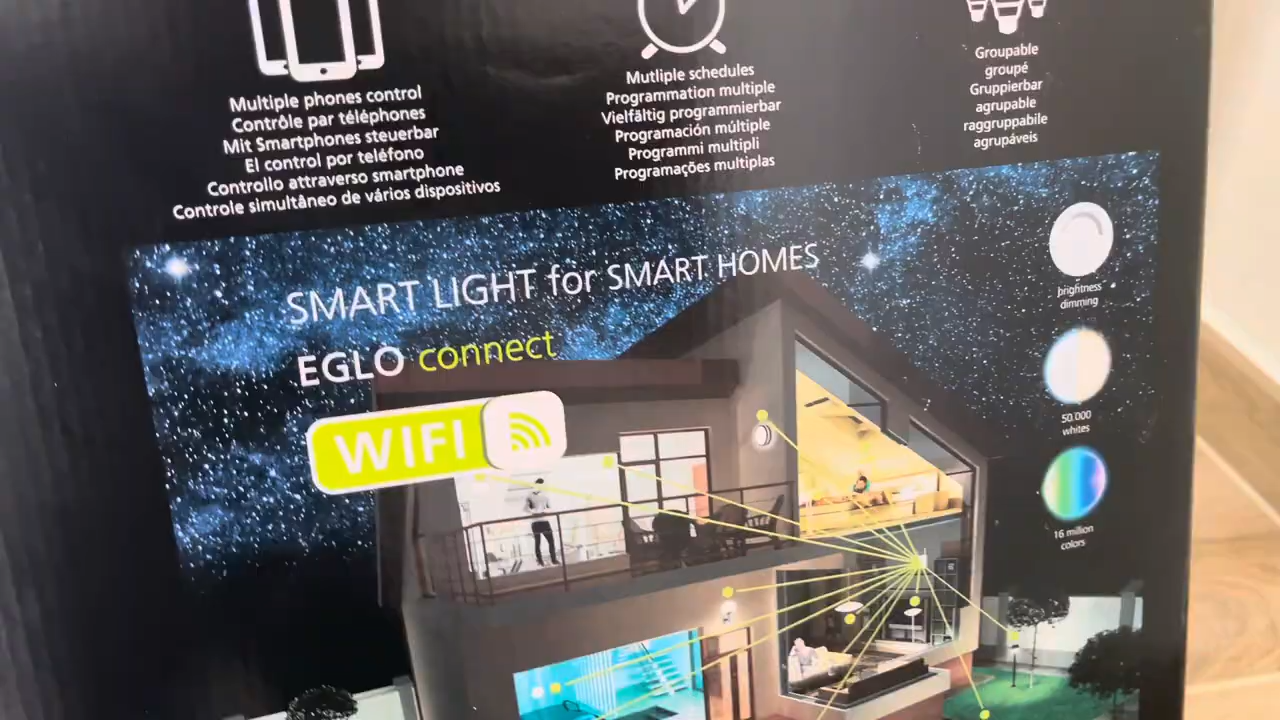 Multiple phones control
Contrôle par téléphones
Mit Smartphones steuerbar
El control por teléfono
Controllo attraverso smartphone
Controle simultâneo de vários dispositivos
Mutliple schedules
Programmation multiple
Vielfältig programmierbar
Programación múltiple
Programmi multipli
Programações multiplas
Groupable
groupé
Gruppierbar
agrupable
raggruppabile
agrupáveis
SMART LIGHT for SMART HOMES
EGLO connect
WIFI
brightness
dimming
50.000
whites
16 million
colors